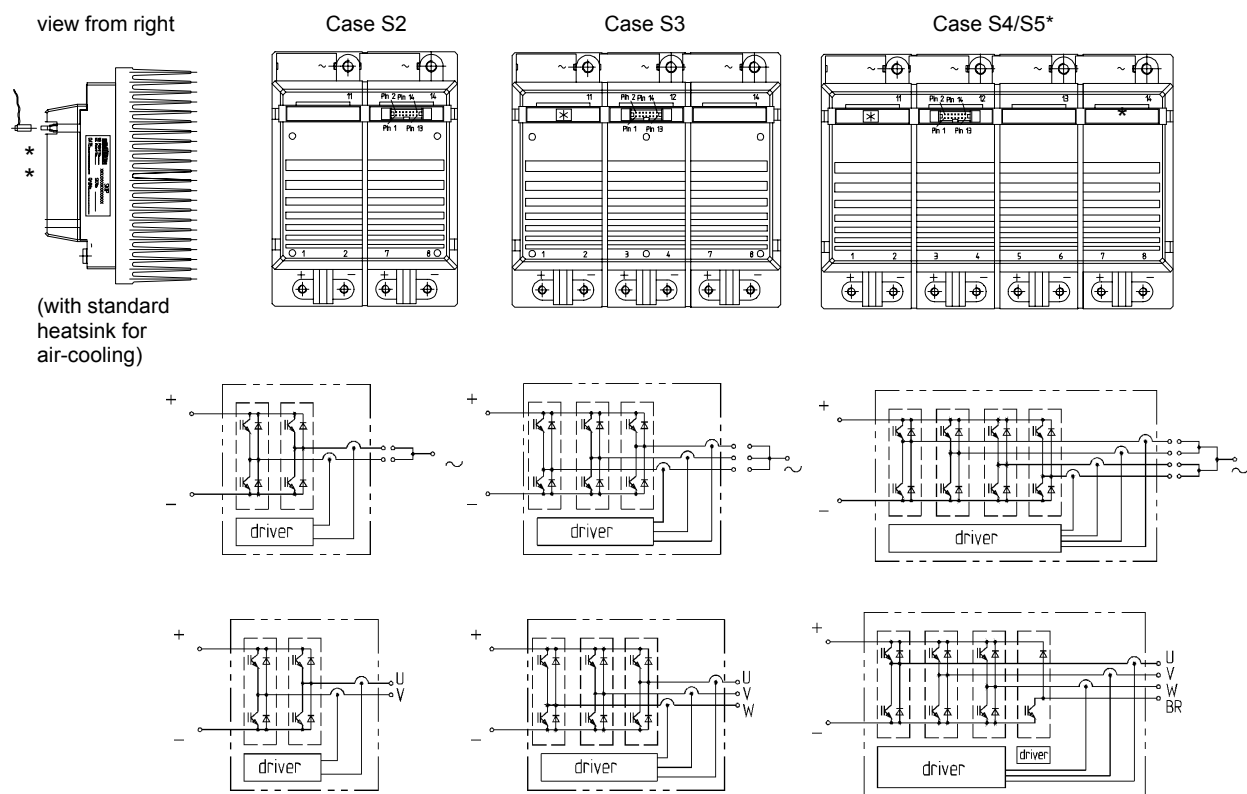 view from right
Case S2
Case S3
Case S4/S5*
11 14
Pin 2 Pin 14
Pin 1 Pin 13
1 2 7 8
+ − + −
11 12 14
*
Pin 2 Pin 14
Pin 1 Pin 13
1 2 3 4 7 8
+ − + − + −
11 12 13 14
* *
Pin 2 Pin 14
Pin 1 Pin 13
1 2 3 4 5 6 7 8
+ − + − + − + −
*
*
(with standard
heatsink for
air-cooling)
+
−
driver
~
+
−
driver
~
+
−
driver
~
+
−
driver
U
V
+
−
driver
U
V
W
+
−
driver
driver
U
V
W
BR